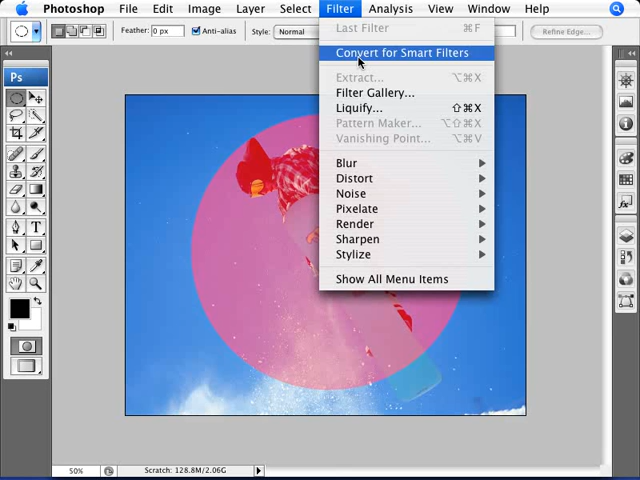 Photoshop File Edit Image Layer Select Filter Analysis View Window Help
Feather: 0 px Anti-alias Style: Normal Refine Edge...
Last Filter ⌘F
Convert for Smart Filters
Ps
Extract... ⌥⌘X
Filter Gallery...
Liquify... ⇧⌘X
Pattern Maker... ⌥⇧⌘X
Vanishing Point... ⌥⌘V
Blur
Distort
Noise
Pixelate
Render
Sharpen
Stylize
Show All Menu Items
T
50% Scratch: 128.8M/2.06G